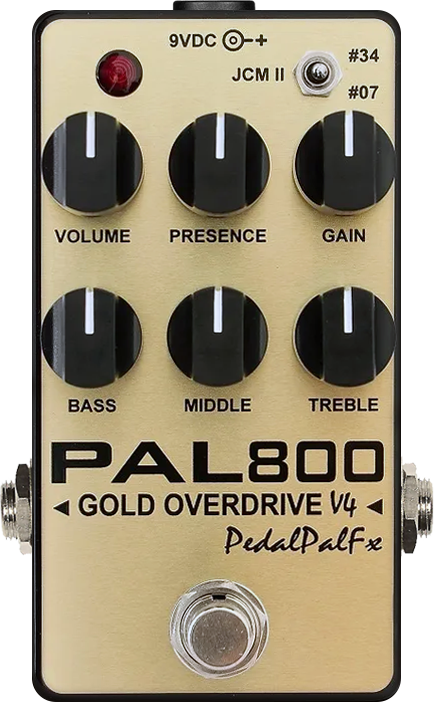 9VDC -+
#34
JCM II
#07
VOLUME PRESENCE GAIN
BASS MIDDLE TREBLE
PAL800
GOLD OVERDRIVE V4
PedalPalFx